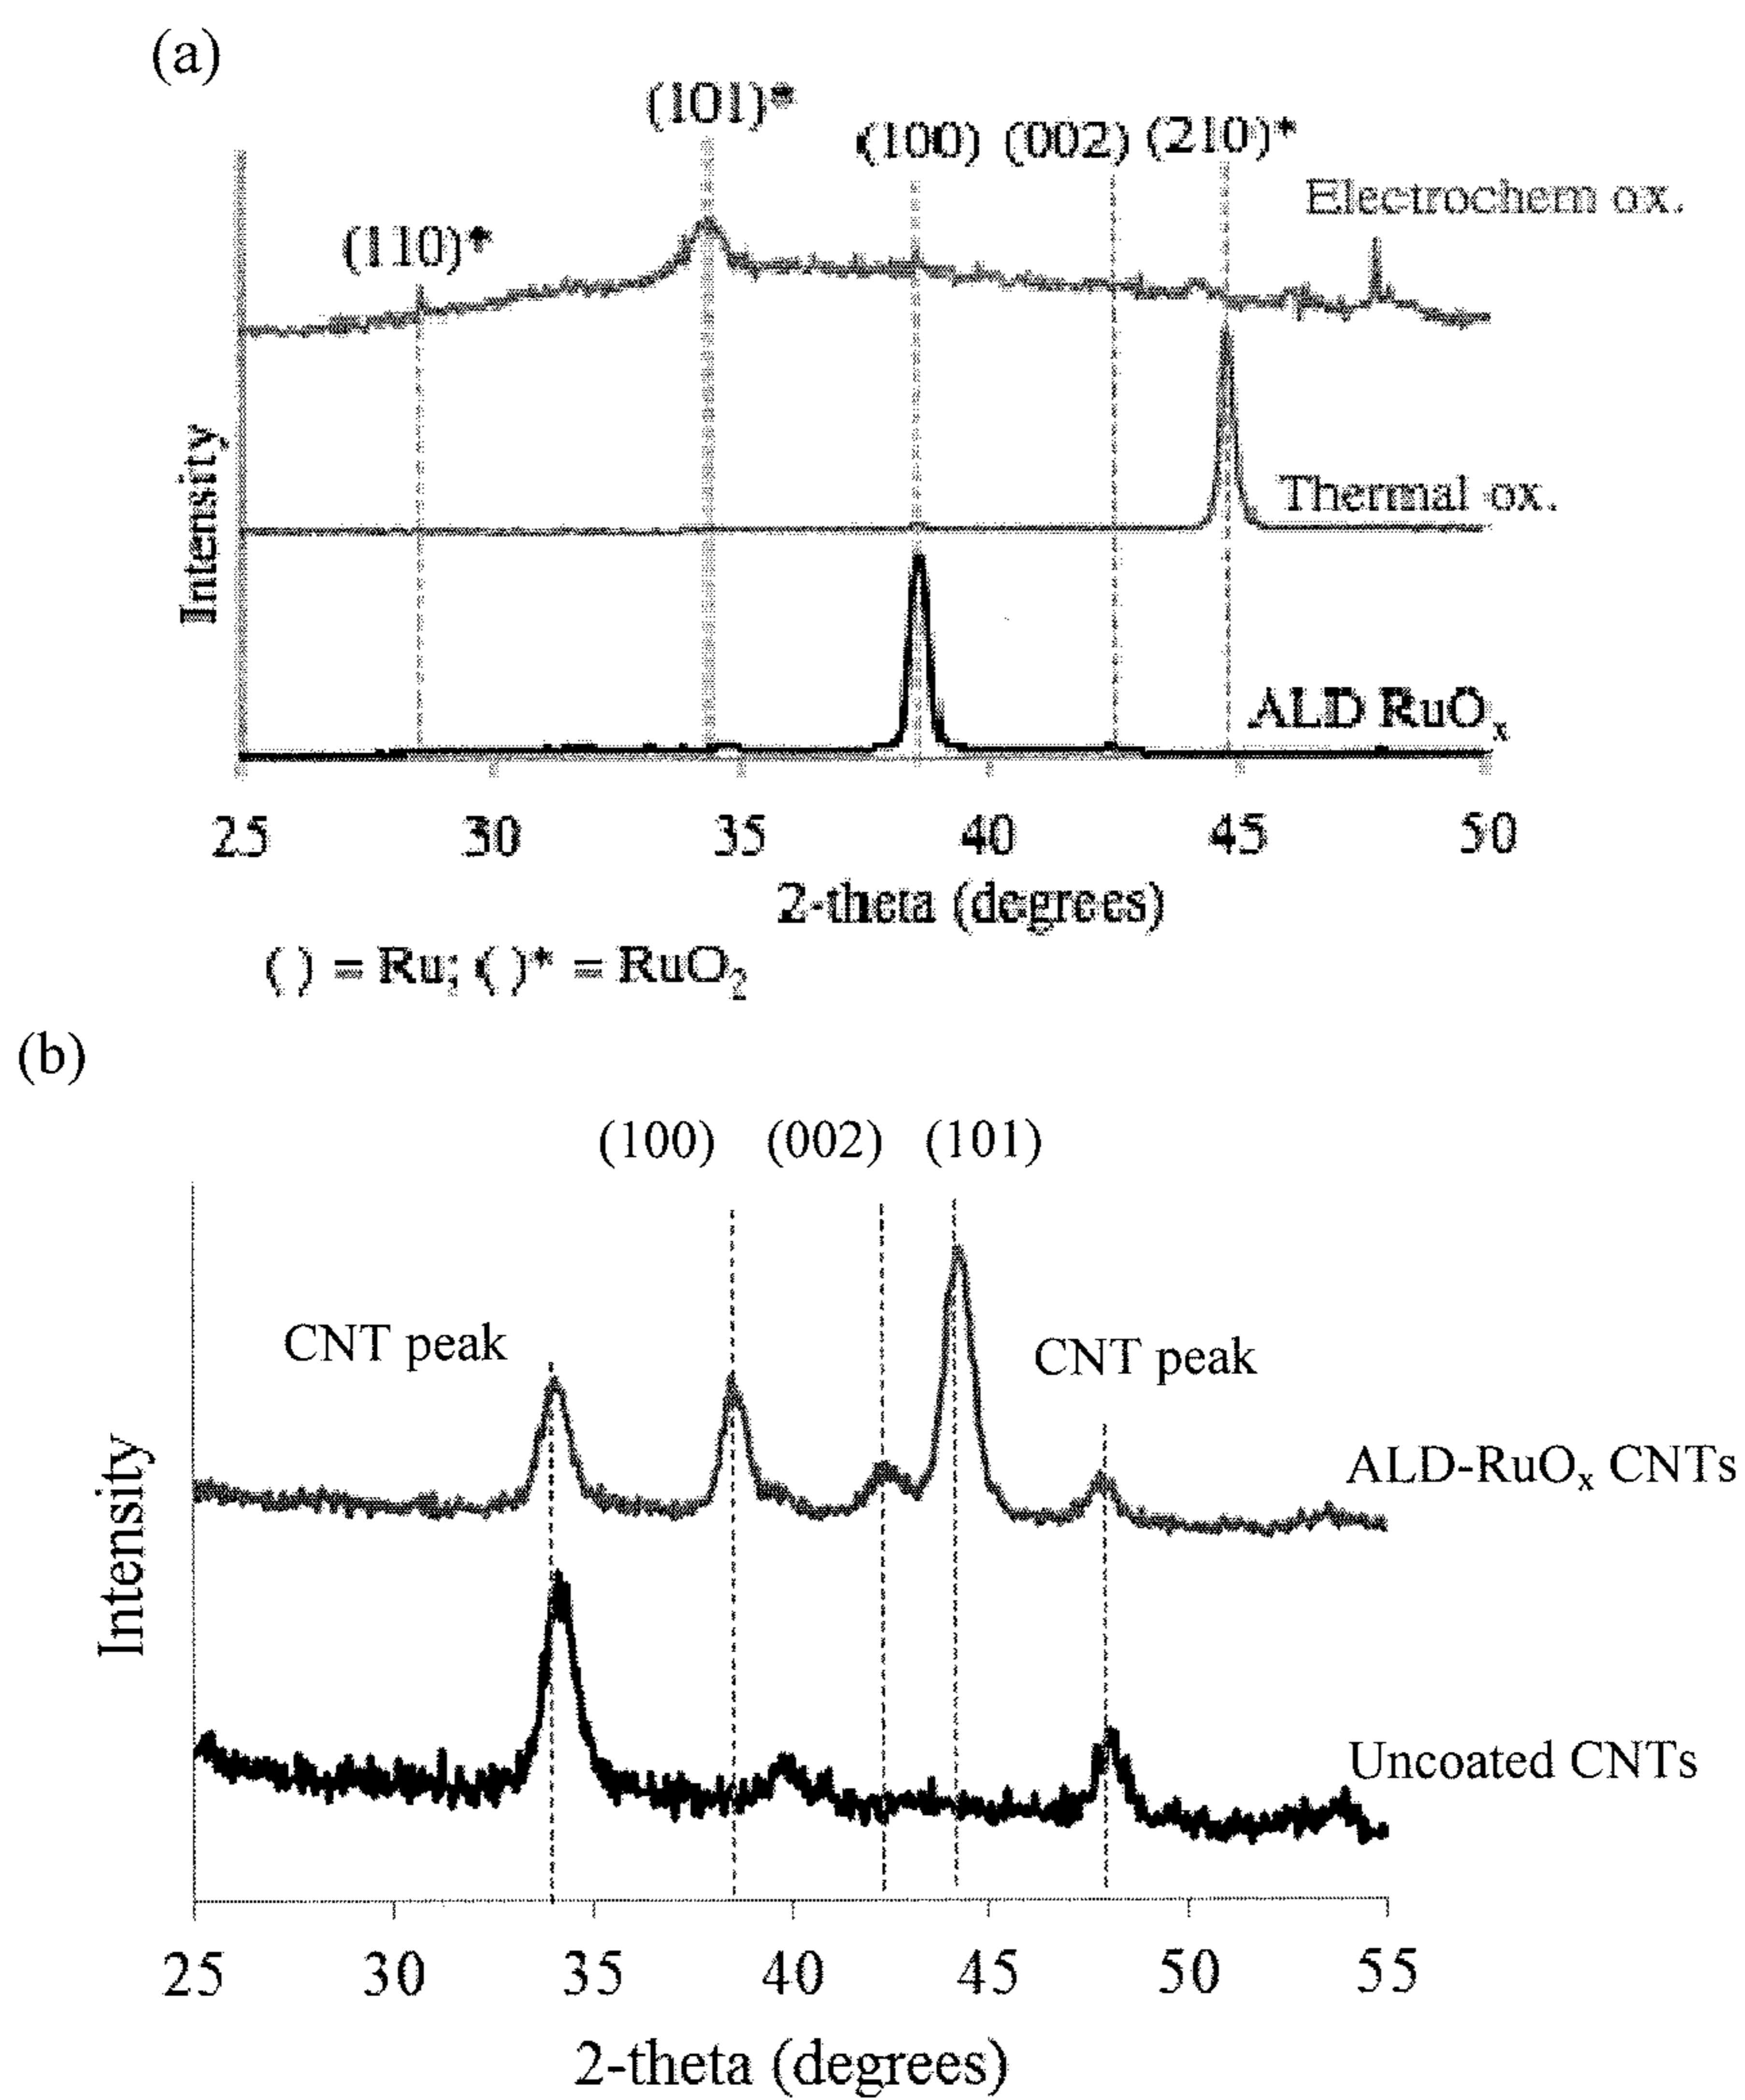 (a)
(101)*
(100) (002) (210)*
Electrochem ox.
(110)*
Intensity
Thermal ox.
ALD RuOₓ
25 30 35 40 45 50
2-theta (degrees)
( ) = Ru; ( )* = RuO₂
(b)
(100) (002) (101)
CNT peak
CNT peak
ALD-RuOₓ CNTs
Intensity
Uncoated CNTs
25 30 35 40 45 50 55
2-theta (degrees)